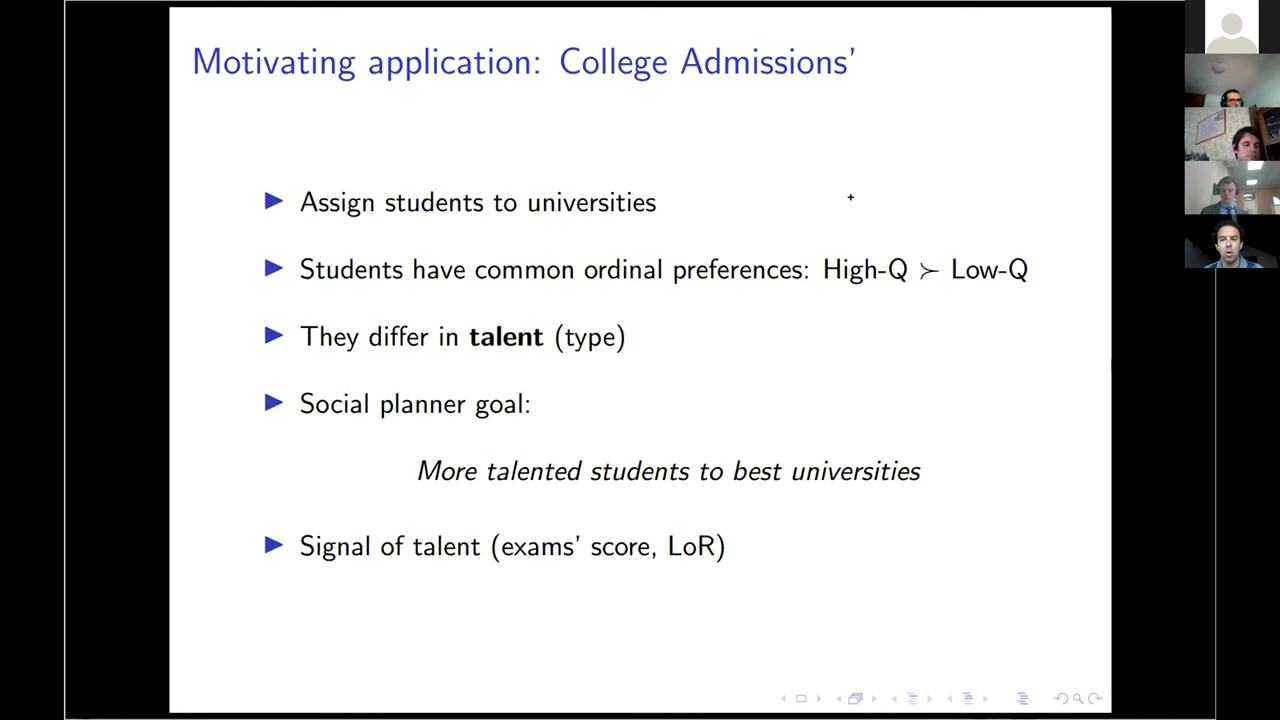 Motivating application: College Admissions'
Assign students to universities
Students have common ordinal preferences: High-Q ≻ Low-Q
They differ in talent (type)
Social planner goal:
More talented students to best universities
Signal of talent (exams' score, LoR)